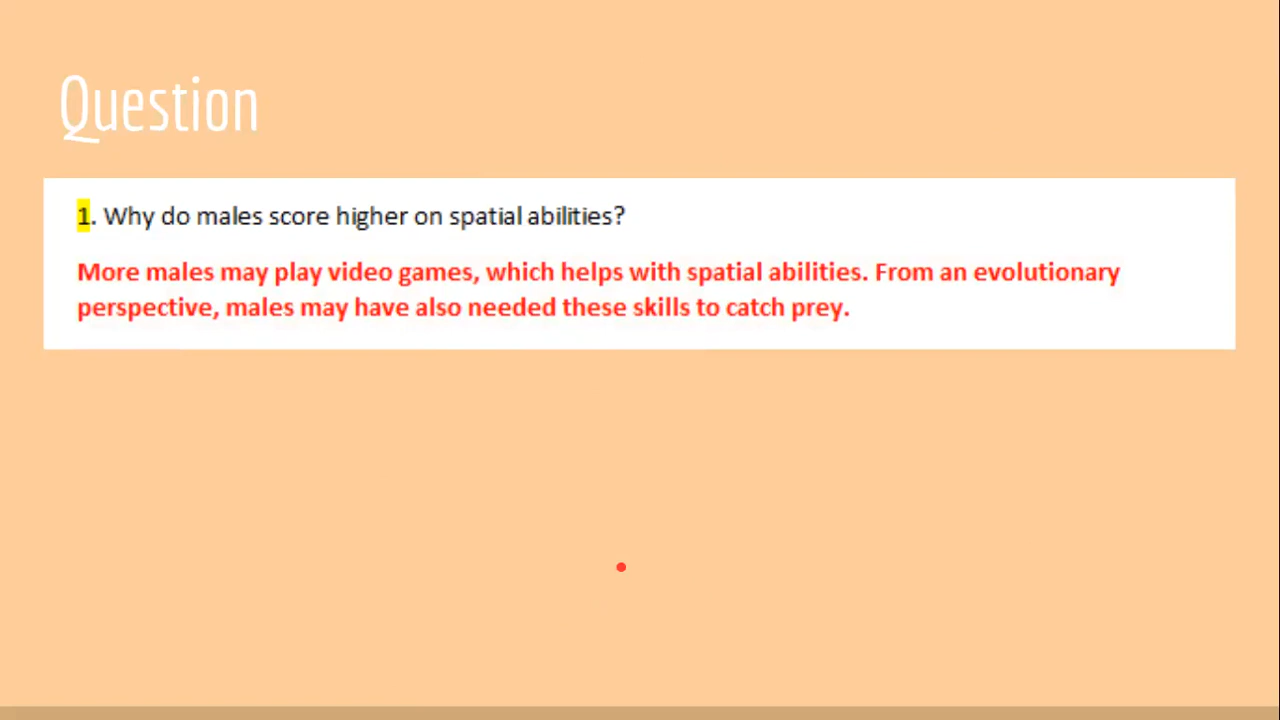 Question
1. Why do males score higher on spatial abilities?
More males may play video games, which helps with spatial abilities. From an evolutionary
perspective, males may have also needed these skills to catch prey.